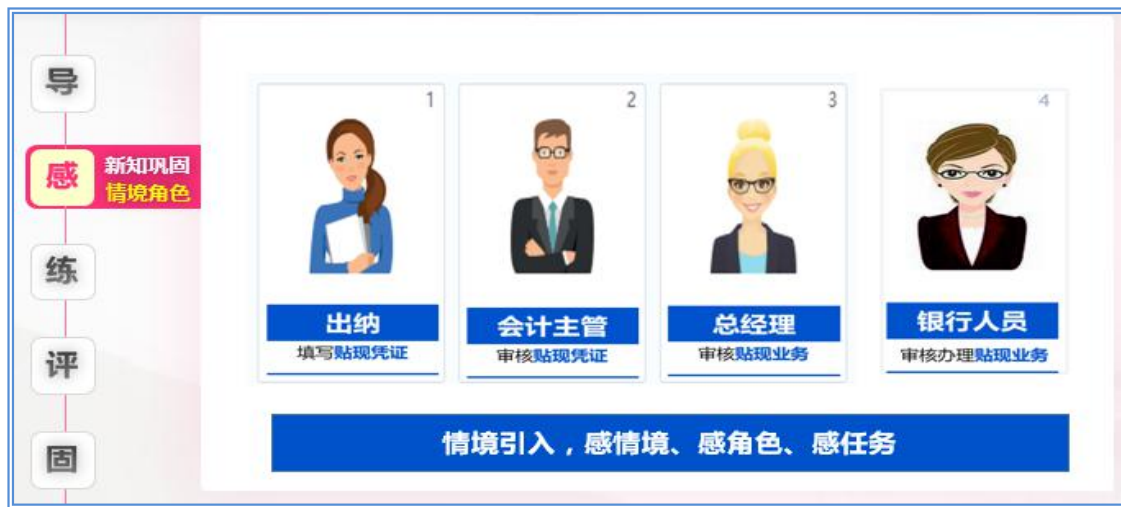 导
感
新知巩固
情境角色
练
评
固
1
出纳
填写贴现凭证
2
会计主管
审核贴现凭证
3
总经理
审核贴现业务
4
银行人员
审核办理贴现业务
情境引入，感情境、感角色、感任务